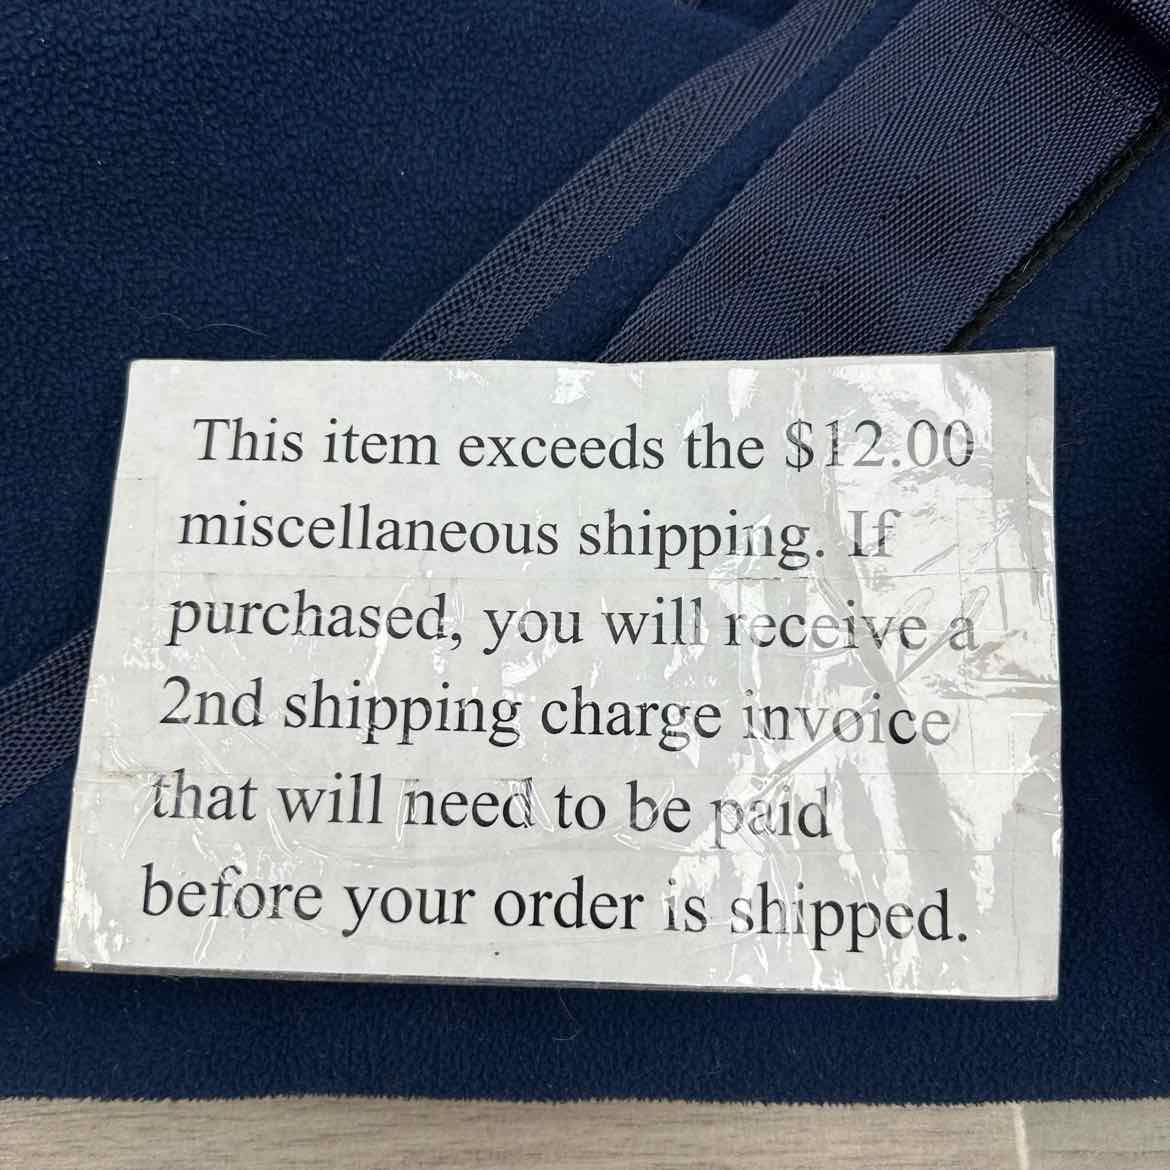 This item exceeds the $12.00
miscellaneous shipping. If
purchased, you will receive a
2nd shipping charge invoice
that will need to be paid
before your order is shipped.